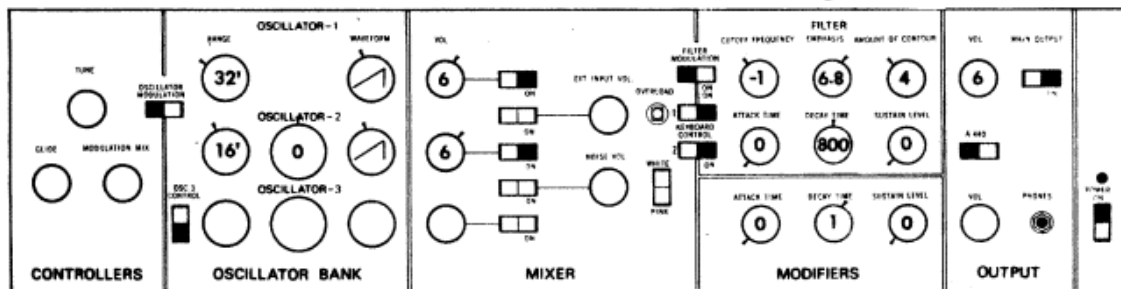 OSCILLATOR-1
RANGE
WAVEFORM
TUNE
32'
OSCILLATOR MODULATION
OSCILLATOR-2
16'
0
GLIDE
MODULATION MIX
OSC 3 CONTROL
OSCILLATOR-3
CONTROLLERS
OSCILLATOR BANK
VOL
6
ON
EXT INPUT VOL.
OVERLOAD
ON
6
ON
NOISE VOL
WHITE
ON
PINK
ON
MIXER
FILTER
FILTER MODULATION
CUTOFF FREQUENCY
EMPHASIS
AMOUNT OF CONTOUR
-1
6-8
4
ON
ON
1
KEYBOARD CONTROL
2
ON
ATTACK TIME
DECAY TIME
SUSTAIN LEVEL
0
800
0
ATTACK TIME
DECAY TIME
SUSTAIN LEVEL
0
1
0
MODIFIERS
VOL
MAIN OUTPUT
6
ON
A 440
VOL
PHONES
OUTPUT
POWER
ON